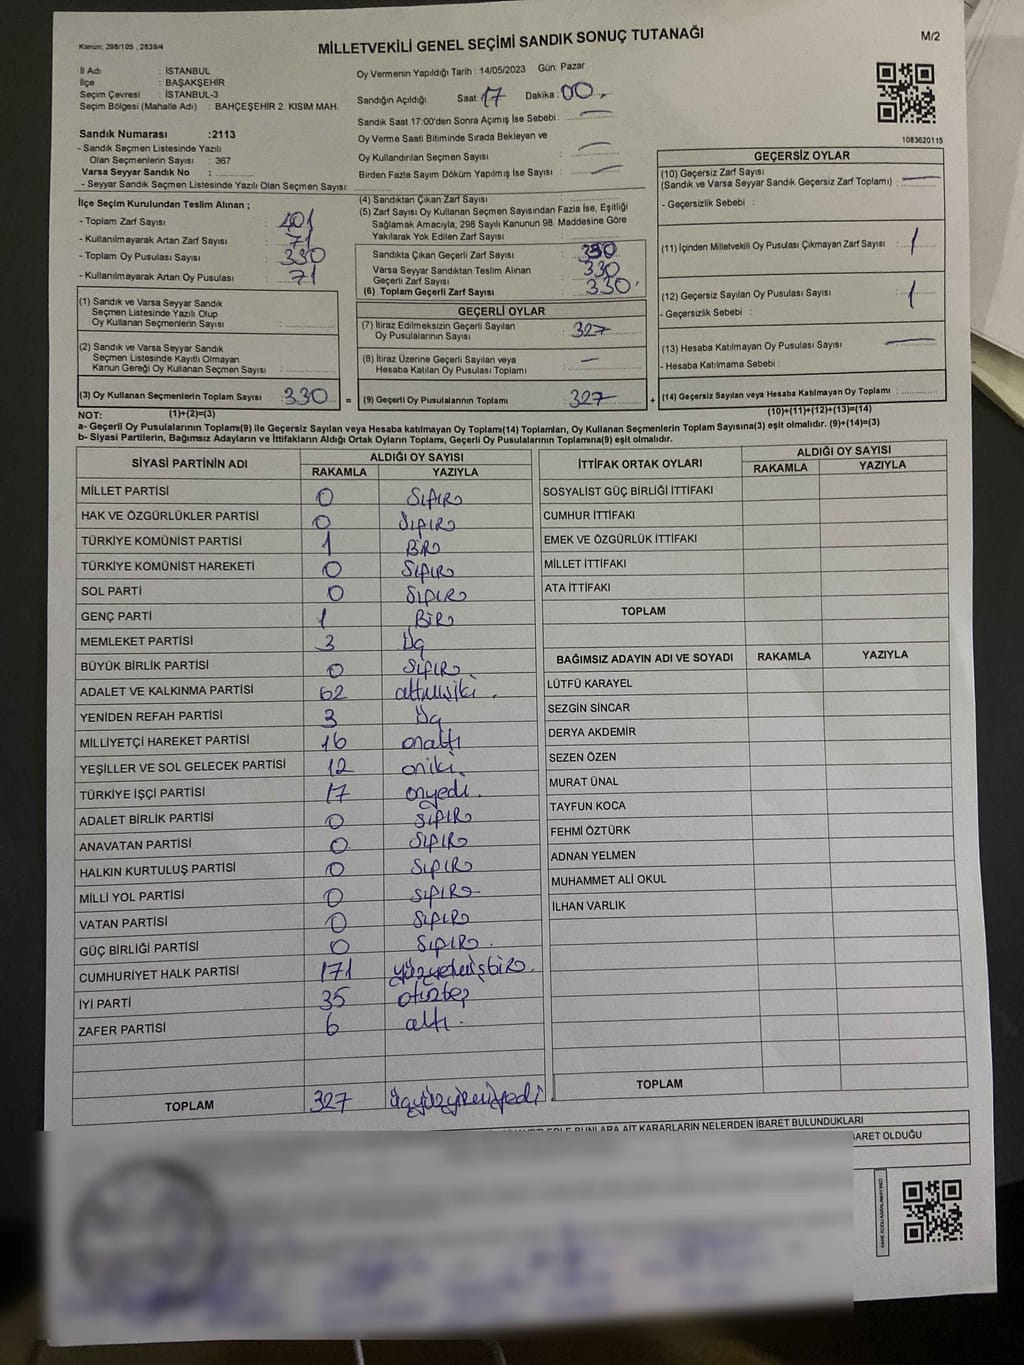 Kanun: 298/105 , 2839/4
MİLLETVEKİLİ GENEL SEÇİMİ SANDIK SONUÇ TUTANAĞI
M/2
İl Adı : İSTANBUL
İlçe : BAŞAKŞEHİR
Seçim Çevresi : İSTANBUL-3
Seçim Bölgesi (Mahalle Adı) : BAHÇEŞEHİR 2. KISIM MAH.
Sandık Numarası :2113
- Sandık Seçmen Listesinde Yazılı
Olan Seçmenlerin Sayısı : 367
Varsa Seyyar Sandık No :
- Seyyar Sandık Seçmen Listesinde Yazılı Olan Seçmen Sayısı:
Oy Vermenin Yapıldığı Tarih : 14/05/2023 Gün: Pazar
Sandığın Açıldığı Saat: 17 Dakika : 00
Sandık Saat 17:00'den Sonra Açımış İse Sebebi :
Oy Verme Saati Bitiminde Sırada Bekleyen ve
Oy Kullandırılan Seçmen Sayısı :
Birden Fazla Sayım Döküm Yapılmış İse Sayısı :
1083620115
İlçe Seçim Kurulundan Teslim Alınan ;
- Toplam Zarf Sayısı : 401
- Kullanılmayarak Artan Zarf Sayısı : 71
- Toplam Oy Pusulası Sayısı : 330
- Kullanılmayarak Artan Oy Pusulası : 71
(4) Sandıktan Çıkan Zarf Sayısı :
(5) Zarf Sayısı Oy Kullanan Seçmen Sayısından Fazla İse, Eşitliği
Sağlamak Amacıyla; 298 Sayılı Kanunun 98. Maddesine Göre
Yakılarak Yok Edilen Zarf Sayısı :
Sandıkta Çıkan Geçerli Zarf Sayısı : 330
Varsa Seyyar Sandıktan Teslim Alınan
Geçerli Zarf Sayısı : 330
(6) Toplam Geçerli Zarf Sayısı : 330
GEÇERSİZ OYLAR
(10) Geçersiz Zarf Sayısı
(Sandık ve Varsa Seyyar Sandık Geçersiz Zarf Toplamı) :
- Geçersizlik Sebebi :
(11) İçinden Milletvekili Oy Pusulası Çıkmayan Zarf Sayısı : 1
(12) Geçersiz Sayılan Oy Pusulası Sayısı : 1
- Geçersizlik Sebebi :
(13) Hesaba Katılmayan Oy Pusulası Sayısı :
- Hesaba Katılmama Sebebi :
(14) Geçersiz Sayılan veya Hesaba Katılmayan Oy Toplamı :
(10)+(11)+(12)+(13)=(14)
(1) Sandık ve Varsa Seyyar Sandık
Seçmen Listesinde Yazılı Olup
Oy Kullanan Seçmenlerin Sayısı :
(2) Sandık ve Varsa Seyyar Sandık
Seçmen Listesinde Kayıtlı Olmayan
Kanun Gereği Oy Kullanan Seçmen Sayısı :
(3) Oy Kullanan Seçmenlerin Toplam Sayısı : 330 =
(1)+(2)=(3)
GEÇERLİ OYLAR
(7) İtiraz Edilmeksizin Geçerli Sayılan
Oy Pusulalarının Sayısı : 327
(8) İtiraz Üzerine Geçerli Sayılan veya
Hesaba Katılan Oy Pusulası Toplamı : —
(9) Geçerli Oy Pusulalarının Toplamı : 327 +
NOT:
a- Geçerli Oy Pusulalarının Toplamı(9) ile Geçersiz Sayılan veya Hesaba katılmayan Oy Toplamı(14) Toplamları, Oy Kullanan Seçmenlerin Toplam Sayısına(3) eşit olmalıdır. (9)+(14)=(3)
b- Siyasi Partilerin, Bağımsız Adayların ve İttifakların Aldığı Ortak Oyların Toplamı, Geçerli Oy Pusulalarının Toplamına(9) eşit olmalıdır.
SİYASİ PARTİNİN ADI ALDIĞI OY SAYISI
RAKAMLA YAZIYLA
MİLLET PARTİSİ 0 SIFIR
HAK VE ÖZGÜRLÜKLER PARTİSİ 0 SIFIR
TÜRKİYE KOMÜNİST PARTİSİ 1 BİR
TÜRKİYE KOMÜNİST HAREKETİ 0 SIFIR
SOL PARTİ 0 SIFIR
GENÇ PARTİ 1 BİR
MEMLEKET PARTİSİ 3 Üç
BÜYÜK BİRLİK PARTİSİ 0 SIFIR
ADALET VE KALKINMA PARTİSİ 62 altmışiki.
YENİDEN REFAH PARTİSİ 3 Üç
MİLLİYETÇİ HAREKET PARTİSİ 16 onaltı
YEŞİLLER VE SOL GELECEK PARTİSİ 12 oniki.
TÜRKİYE İŞÇİ PARTİSİ 17 onyedi.
ADALET BİRLİK PARTİSİ 0 SIFIR
ANAVATAN PARTİSİ 0 SIFIR
HALKIN KURTULUŞ PARTİSİ 0 SIFIR
MİLLİ YOL PARTİSİ 0 SIFIR
VATAN PARTİSİ 0 SIFIR
GÜÇ BİRLİĞİ PARTİSİ 0 SIFIR.
CUMHURİYET HALK PARTİSİ 171 yüzyetmişbir.
İYİ PARTİ 35 otuzbeş
ZAFER PARTİSİ 6 altı.
TOPLAM 327 üçyüzyirmiyedi
İTTİFAK ORTAK OYLARI ALDIĞI OY SAYISI
RAKAMLA YAZIYLA
SOSYALİST GÜÇ BİRLİĞİ İTTİFAKI
CUMHUR İTTİFAKI
EMEK VE ÖZGÜRLÜK İTTİFAKI
MİLLET İTTİFAKI
ATA İTTİFAKI
TOPLAM
BAĞIMSIZ ADAYIN ADI VE SOYADI RAKAMLA YAZIYLA
LÜTFÜ KARAYEL
SEZGİN SİNCAR
DERYA AKDEMİR
SEZEN ÖZEN
MURAT ÜNAL
TAYFUN KOCA
FEHMİ ÖZTÜRK
ADNAN YELMEN
MUHAMMET ALİ OKUL
İLHAN VARLIK
TOPLAM
BUNLARA AİT KARARLARIN NELERDEN İBARET BULUNDUKLARI
OLDUĞU